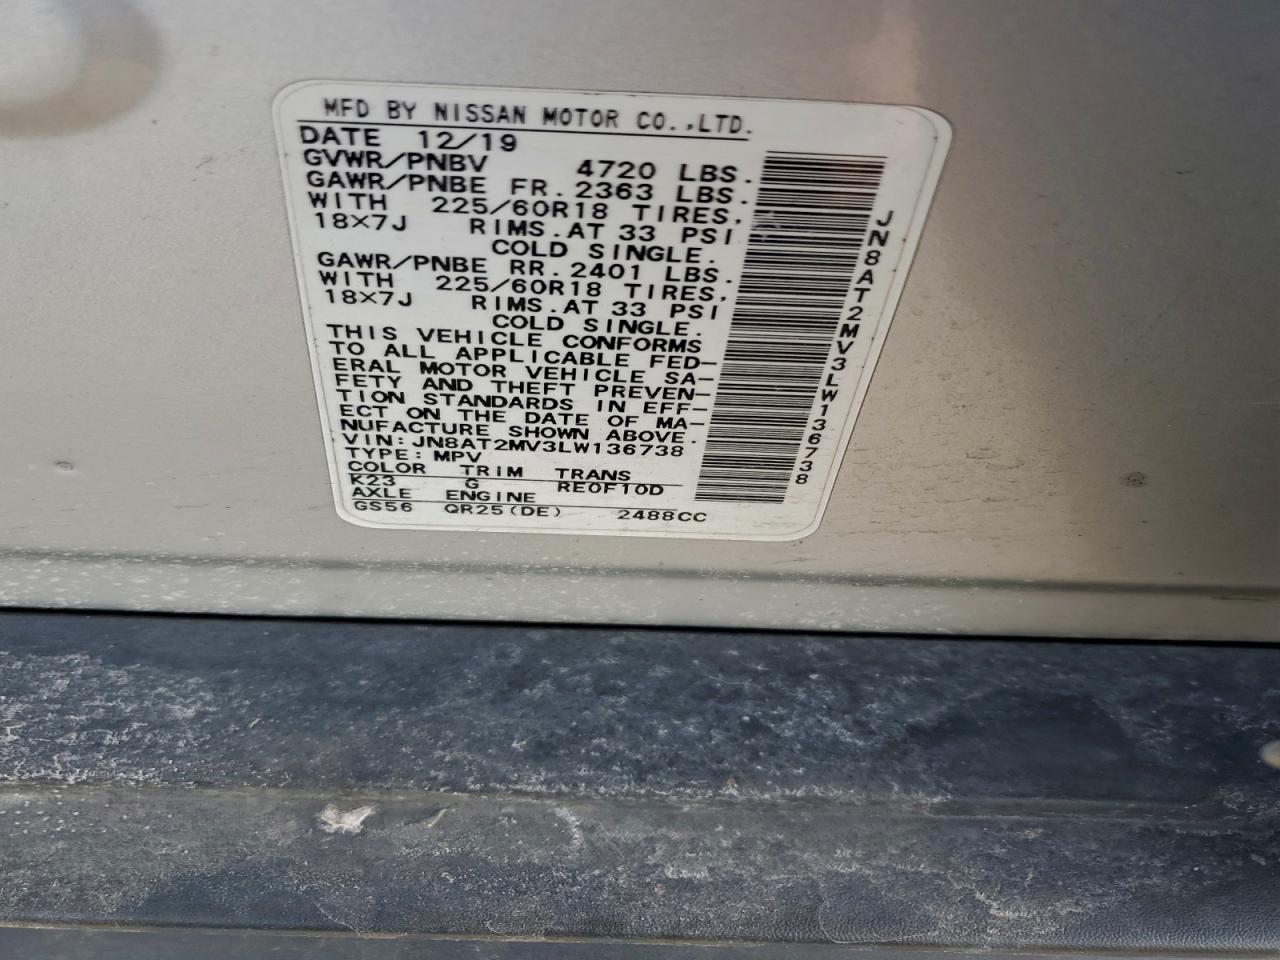 MFD BY NISSAN MOTOR CO.,LTD.
DATE 12/19
GVWR/PNBV 4720 LBS.
GAWR/PNBE FR. 2363 LBS.
WITH 225/60R18 TIRES,
18×7J RIMS.AT 33 PSI
COLD SINGLE.
GAWR/PNBE RR. 2401 LBS.
WITH 225/60R18 TIRES,
18×7J RIMS.AT 33 PSI
COLD SINGLE.
THIS VEHICLE CONFORMS
TO ALL APPLICABLE FED-
ERAL MOTOR VEHICLE SA-
FETY AND THEFT PREVEN-
TION STANDARDS IN EFF-
ECT ON THE DATE OF MA-
NUFACTURE SHOWN ABOVE.
VIN: JN8AT2MV3LW136738
TYPE: MPV
COLOR TRIM TRANS
K23 G RE0F10D
AXLE ENGINE
GS56 QR25(DE) 2488CC
JN8AT2MV3LW136738